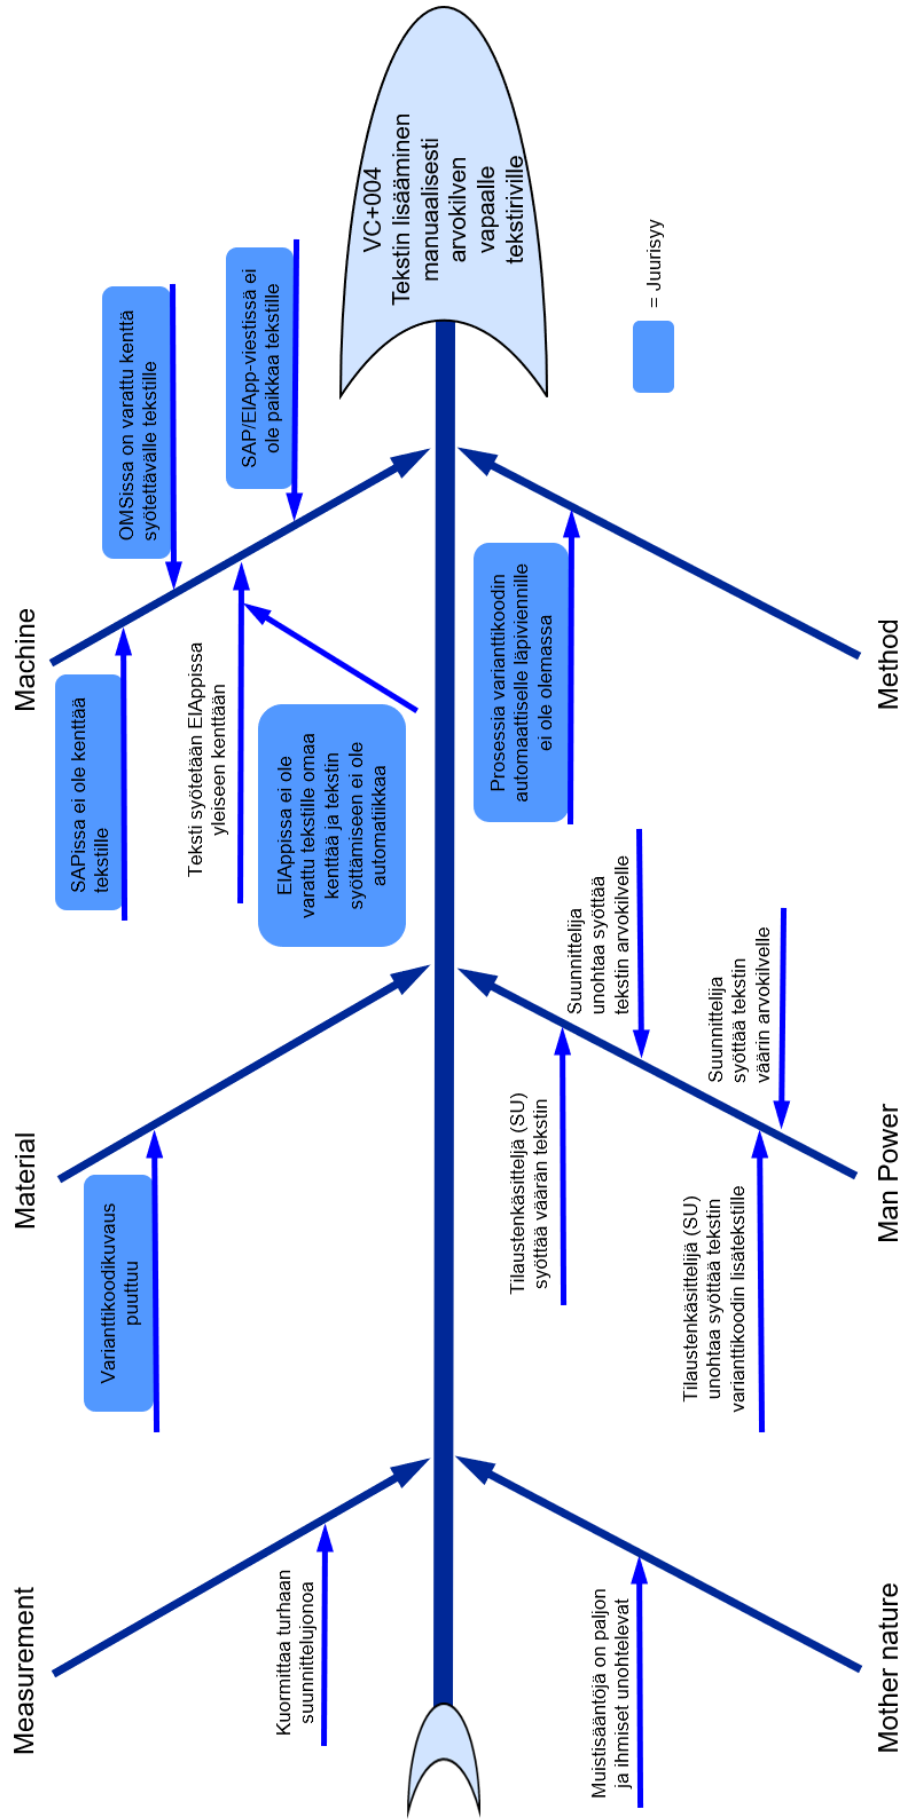 Measurement
Material
Machine
Kuormittaa turhaan
suunnittelujonoa
Varianttikoodikuvaus
puuttuu
SAPissa ei ole kenttää
tekstille
OMSissa on varattu kenttä
syötettävälle tekstille
Teksti syötetään ElAppissa
yleiseen kenttään
SAP/ElApp-viestissä ei
ole paikkaa tekstille
ElAppissa ei ole
varattu tekstille omaa
kenttää ja tekstin
syöttämiseen ei ole
automatiikkaa
VC+004
Tekstin lisääminen
manuaalisesti
arvokilven
vapaalle
tekstiriville
Muistisääntöjä on paljon
ja ihmiset unohtelevat
Tilaustenkäsitteljä (SU)
syöttää väärän tekstin
Suunnittelija
unohtaa syöttää
tekstin arvokilvelle
Tilaustenkäsittelijä (SU)
unohtaa syöttää tekstin
varianttikoodin lisätekstille
Suunnittelija
syöttää tekstin
väärin arvokilvelle
Prosessia varianttikoodin
automaattiselle läpiviennille
ei ole olemassa
= Juurisyy
Mother nature
Man Power
Method